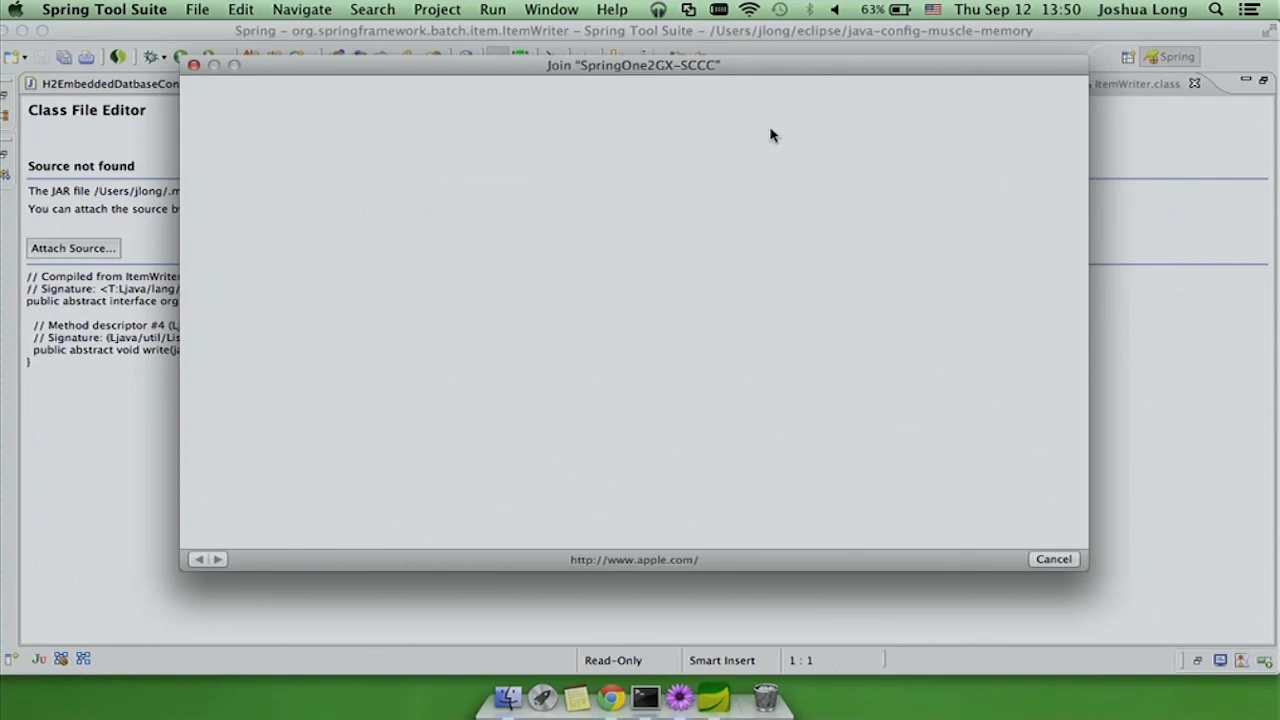 Spring Tool Suite File Edit Navigate Search Project Run Window Help 63% Thu Sep 12 13:50 Joshua Long
Spring - org.springframework.batch.item.ItemWriter - Spring Tool Suite - /Users/jlong/eclipse/java-config-muscle-memory
Spring
Join "SpringOne2GX-SCCC"
H2EmbeddedDatbaseCon
ItemWriter.class
Class File Editor
Source not found
The JAR file /Users/jlong/.m
You can attach the source b
Attach Source...
// Compiled from ItemWriter
// Signature: <T:Ljava/lang/
public abstract interface org
// Method descriptor #4 (Lj
// Signature: (Ljava/util/Lis
public abstract void write(ja
}
http://www.apple.com/
Cancel
Ju
Read-Only Smart Insert 1 : 1